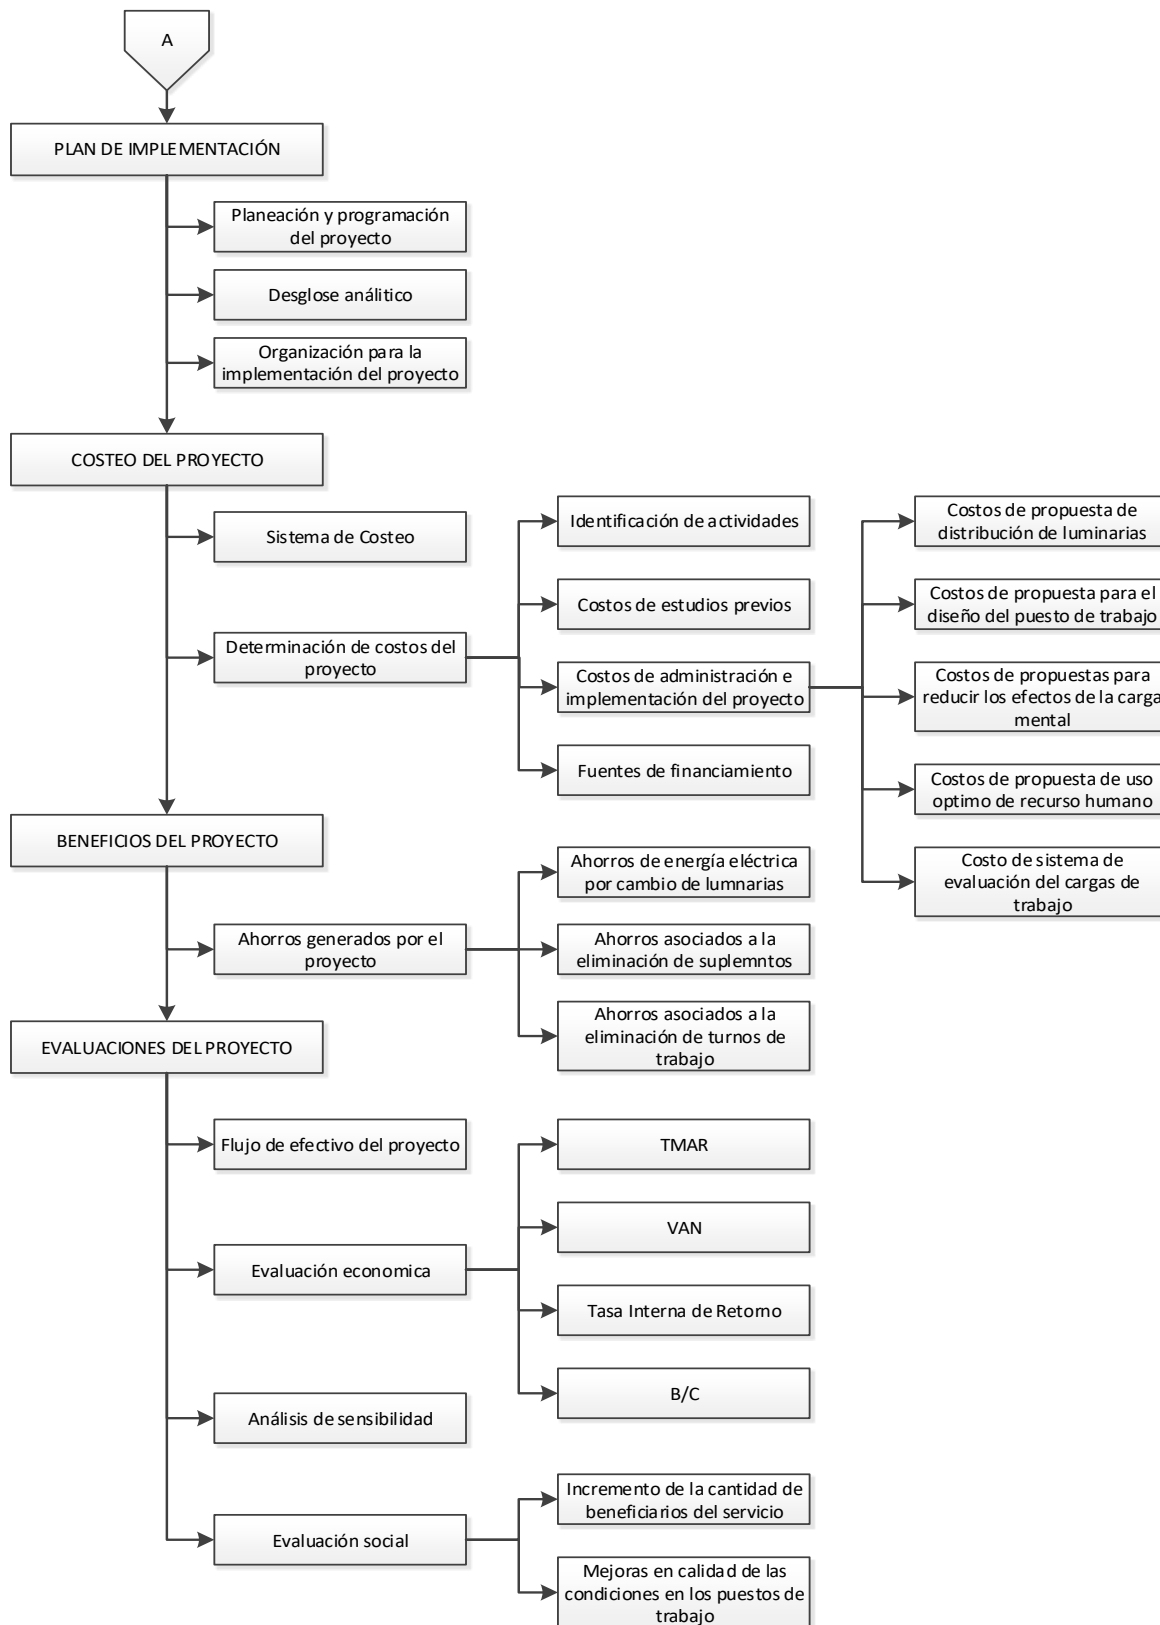 A
PLAN DE IMPLEMENTACIÓN
Planeación y programación
del proyecto
Desglose análitico
Organización para la
implementación del proyecto
COSTEO DEL PROYECTO
Sistema de Costeo
Determinación de costos del
proyecto
Identificación de actividades
Costos de estudios previos
Costos de administración e
implementación del proyecto
Fuentes de financiamiento
Costos de propuesta de
distribución de luminarias
Costos de propuesta para el
diseño del puesto de trabajo
Costos de propuestas para
reducir los efectos de la carga
mental
Costos de propuesta de uso
optimo de recurso humano
Costo de sistema de
evaluación del cargas de
trabajo
BENEFICIOS DEL PROYECTO
Ahorros generados por el
proyecto
Ahorros de energía eléctrica
por cambio de lumnarias
Ahorros asociados a la
eliminación de suplemntos
Ahorros asociados a la
eliminación de turnos de
trabajo
EVALUACIONES DEL PROYECTO
Flujo de efectivo del proyecto
Evaluación economica
TMAR
VAN
Tasa Interna de Retorno
B/C
Análisis de sensibilidad
Evaluación social
Incremento de la cantidad de
beneficiarios del servicio
Mejoras en calidad de las
condiciones en los puestos de
trabajo